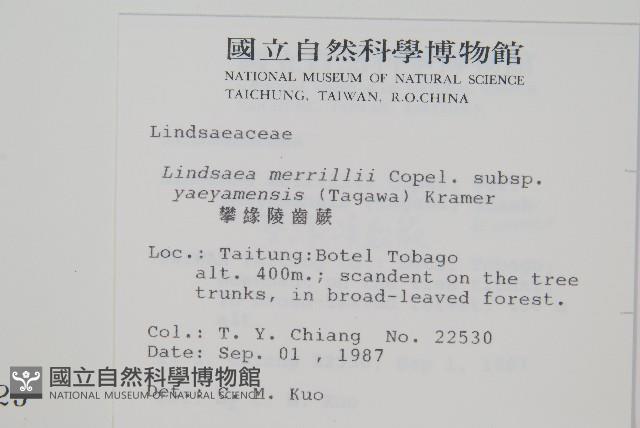 國立自然科學博物館
NATIONAL MUSEUM OF NATURAL SCIENCE
TAICHUNG, TAIWAN, R.O.CHINA
Lindsaeaceae
Lindsaea merrillii Copel. subsp.
yaeyamensis (Tagawa) Kramer
攀緣陵齒蕨
Loc.: Taitung:Botel Tobago
alt. 400m.; scandent on the tree
trunks, in broad-leaved forest.
Col.: T. Y. Chiang No. 22530
Date: Sep. 01 , 1987
Det.: C. M. Kuo
國立自然科學博物館
NATIONAL MUSEUM OF NATURAL SCIENCE